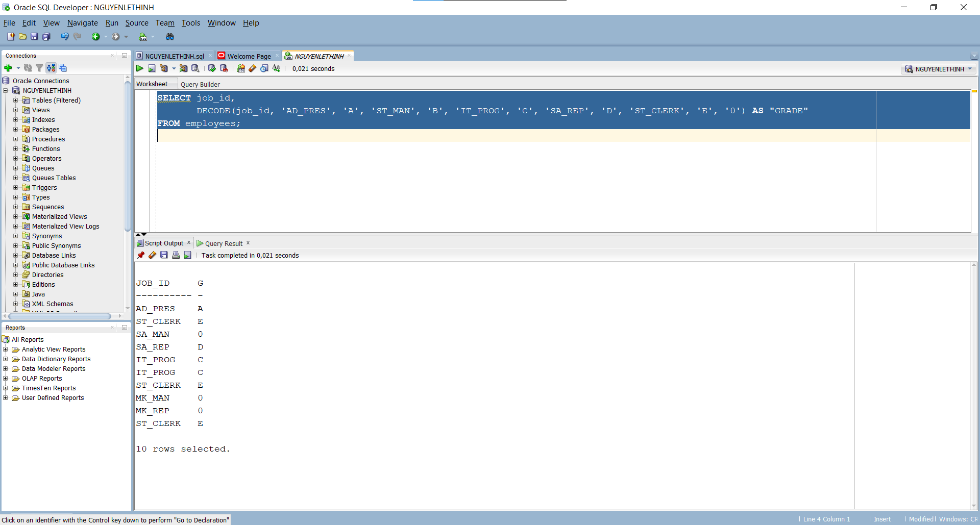 Oracle SQL Developer : NGUYENLETHINH
File Edit View Navigate Run Source Team Tools Window Help
Connections
NGUYENLETHINH.sql
Welcome Page
NGUYENLETHINH
0,021 seconds
NGUYENLETHINH
Worksheet
Query Builder
Oracle Connections
NGUYENLETHINH
Tables (Filtered)
Views
Indexes
Packages
Procedures
Functions
Operators
Queues
Queues Tables
Triggers
Types
Sequences
Materialized Views
Materialized View Logs
Synonyms
Public Synonyms
Database Links
Public Database Links
Directories
Editions
Java
XML Schemas
SELECT job_id,
DECODE(job_id, 'AD_PRES', 'A', 'ST_MAN', 'B', 'IT_PROG', 'C', 'SA_REP', 'D', 'ST_CLERK', 'E', '0') AS "GRADE"
FROM employees;
Reports
All Reports
Analytic View Reports
Data Dictionary Reports
Data Modeler Reports
OLAP Reports
TimesTen Reports
User Defined Reports
Script Output
Query Result
Task completed in 0,021 seconds
JOB_ID G
---------- -
AD_PRES A
ST_CLERK E
SA_MAN 0
SA_REP D
IT_PROG C
IT_PROG C
ST_CLERK E
MK_MAN 0
MK_REP 0
ST_CLERK E
10 rows selected.
Click on an identifier with the Control key down to perform "Go to Declaration"
Line 4 Column 1
Insert
Modified
Windows: